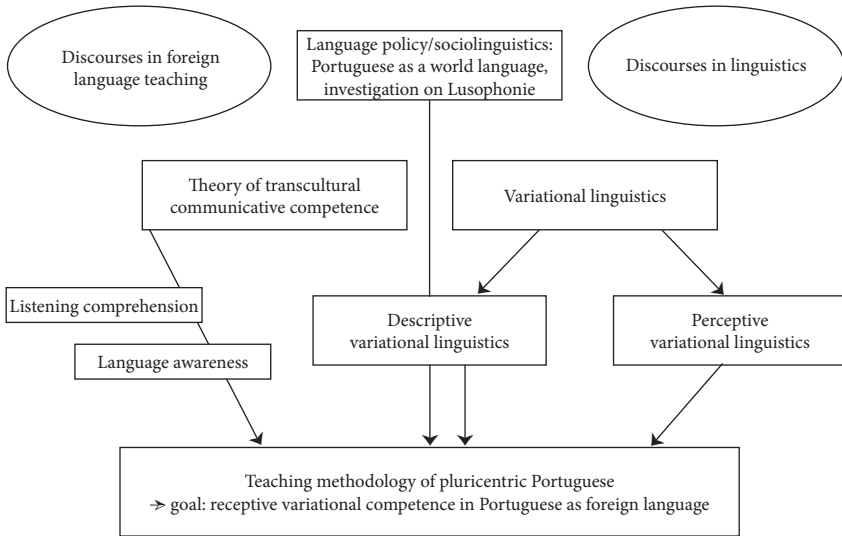 Discourses in foreign
language teaching
Language policy/sociolinguistics:
Portuguese as a world language,
investigation on Lusophonie
Discourses in linguistics
Theory of transcultural
communicative competence
Variational linguistics
Listening comprehension
Language awareness
Descriptive
variational linguistics
Perceptive
variational linguistics
Teaching methodology of pluricentric Portuguese
→ goal: receptive variational competence in Portuguese as foreign language